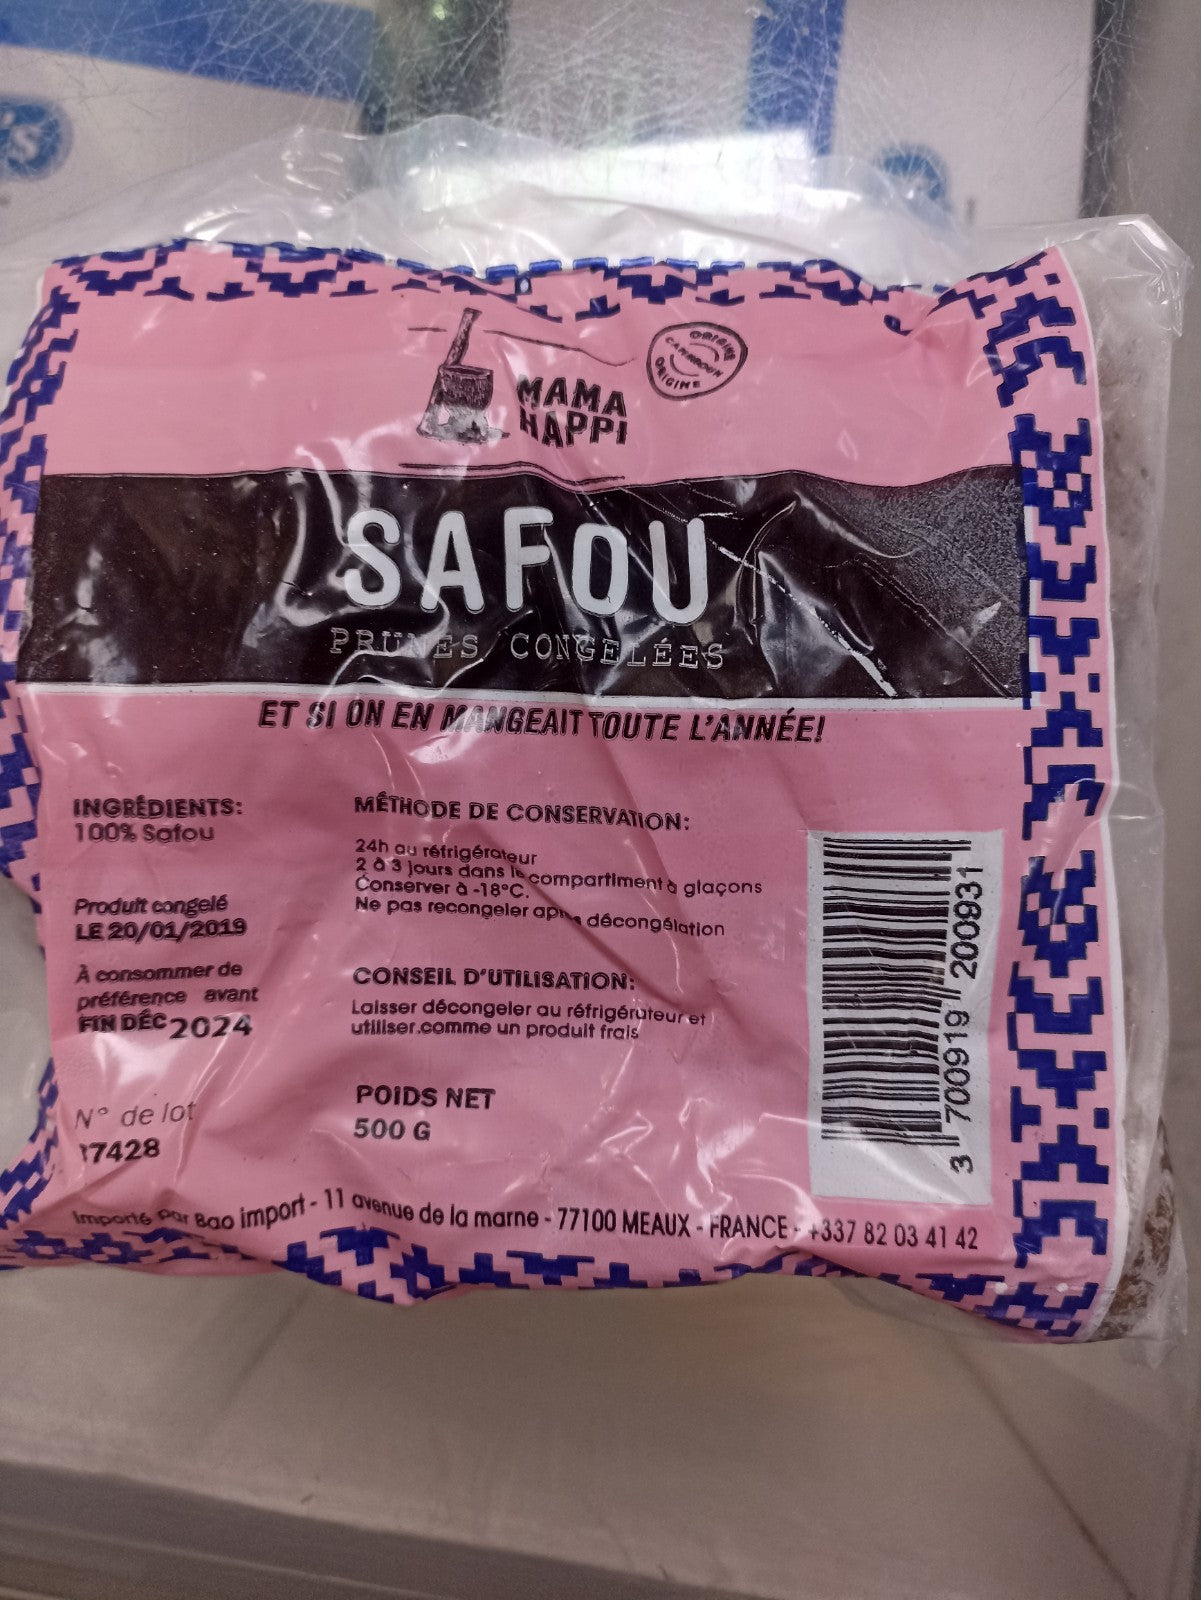 MAMA
HAPPI
ORIGINE
CAMEROUN
ORIGINE
SAFOU
PRUNES CONGELÉES
ET SI ON EN MANGEAIT TOUTE L'ANNÉE!
INGRÉDIENTS:
100% Safou
Produit congelé
LE 20/01/2019
À consommer de
préférence avant
FIN DÉC 2024
N° de lot
17428
MÉTHODE DE CONSERVATION:
24h au réfrigérateur
2 à 3 jours dans le compartiment à glaçons
Conserver à -18°C.
Ne pas recongeler après décongélation
CONSEIL D'UTILISATION:
Laisser décongeler au réfrigérateur et
utiliser.comme un produit frais
POIDS NET
500 G
3 700919 200931
Importé par Bao import - 11 avenue de la marne - 77100 MEAUX - FRANCE - +337 82 03 41 42